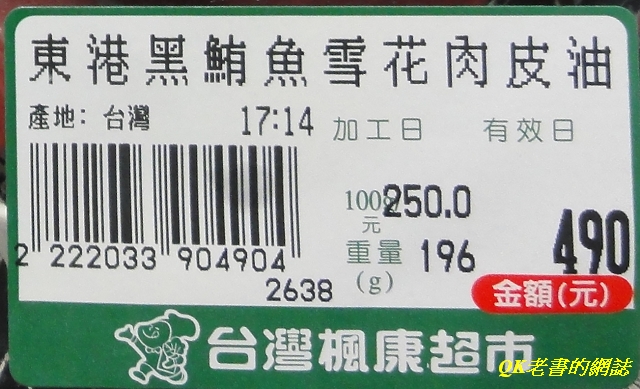 東港黑鮪魚雪花肉皮油
產地: 台灣 17:14 加工日 有效日
100g/元 250.0
重量(g) 196 490
2 222033 904904
2638 金額(元)
台灣楓康超市
QK老書的網誌